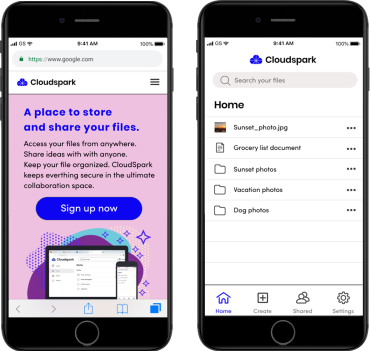 GS 9:41 AM 100%
https://www.google.com
Cloudspark
A place to store
and share your files.
Access your files from anywhere.
Share ideas with with anyone.
Keep your file organized. CloudSpark
keeps everthing secure in the ultimate
collaboration space.
Sign up now
Cloudspark
GS 9:41 AM 100%
Cloudspark
Search your files
Home
Sunset_photo.jpg
Grocery list document
Sunset photos
Vacation photos
Dog photos
Home Create Shared Settings